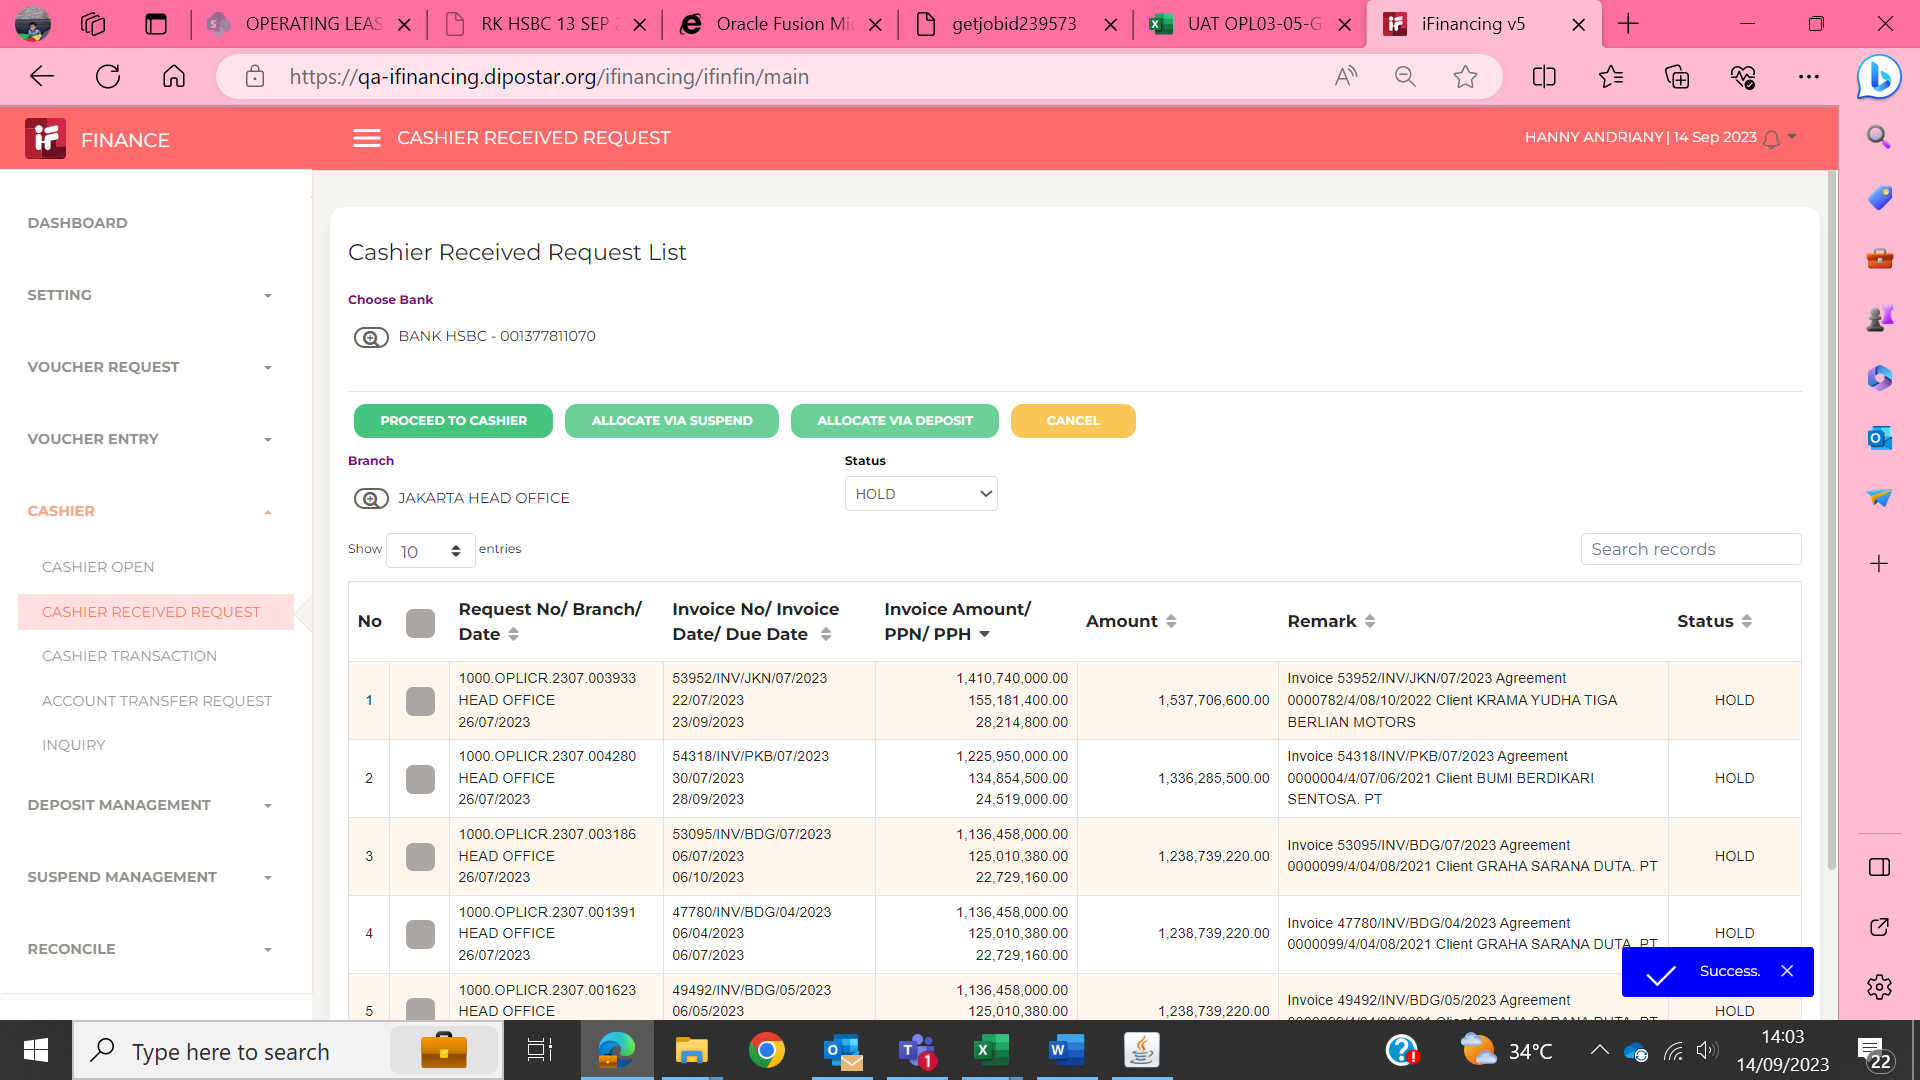 OPERATING LEAS
RK HSBC 13 SEP 2
Oracle Fusion Mid
getjobid239573
UAT OPL03-05-G
iFinancing v5
https://qa-ifinancing.dipostar.org/ifinancing/ifinfin/main
iF FINANCE
CASHIER RECEIVED REQUEST
HANNY ANDRIANY | 14 Sep 2023
DASHBOARD
SETTING
VOUCHER REQUEST
VOUCHER ENTRY
CASHIER
CASHIER OPEN
CASHIER RECEIVED REQUEST
CASHIER TRANSACTION
ACCOUNT TRANSFER REQUEST
INQUIRY
DEPOSIT MANAGEMENT
SUSPEND MANAGEMENT
RECONCILE
Cashier Received Request List
Choose Bank
BANK HSBC - 001377811070
PROCEED TO CASHIER
ALLOCATE VIA SUSPEND
ALLOCATE VIA DEPOSIT
CANCEL
Branch
Status
JAKARTA HEAD OFFICE
HOLD
Show 10 entries
Search records
No
Request No/ Branch/
Date
Invoice No/ Invoice
Date/ Due Date
Invoice Amount/
PPN/ PPH
Amount
Remark
Status
1
1000.OPLICR.2307.003933
HEAD OFFICE
26/07/2023
53952/INV/JKN/07/2023
22/07/2023
23/09/2023
1,410,740,000.00
155,181,400.00
28,214,800.00
1,537,706,600.00
Invoice 53952/INV/JKN/07/2023 Agreement
0000782/4/08/10/2022 Client KRAMA YUDHA TIGA
BERLIAN MOTORS
HOLD
2
1000.OPLICR.2307.004280
HEAD OFFICE
26/07/2023
54318/INV/PKB/07/2023
30/07/2023
28/09/2023
1,225,950,000.00
134,854,500.00
24,519,000.00
1,336,285,500.00
Invoice 54318/INV/PKB/07/2023 Agreement
0000004/4/07/06/2021 Client BUMI BERDIKARI
SENTOSA. PT
HOLD
3
1000.OPLICR.2307.003186
HEAD OFFICE
26/07/2023
53095/INV/BDG/07/2023
06/07/2023
06/10/2023
1,136,458,000.00
125,010,380.00
22,729,160.00
1,238,739,220.00
Invoice 53095/INV/BDG/07/2023 Agreement
0000099/4/04/08/2021 Client GRAHA SARANA DUTA. PT
HOLD
4
1000.OPLICR.2307.001391
HEAD OFFICE
26/07/2023
47780/INV/BDG/04/2023
06/04/2023
06/07/2023
1,136,458,000.00
125,010,380.00
22,729,160.00
1,238,739,220.00
Invoice 47780/INV/BDG/04/2023 Agreement
0000099/4/04/08/2021 Client GRAHA SARANA DUTA. PT
HOLD
5
1000.OPLICR.2307.001623
HEAD OFFICE
49492/INV/BDG/05/2023
06/05/2023
1,136,458,000.00
125,010,380.00
1,238,739,220.00
Invoice 49492/INV/BDG/05/2023 Agreement
HOLD
Success.
Type here to search
1
34°C
14:03
14/09/2023
22